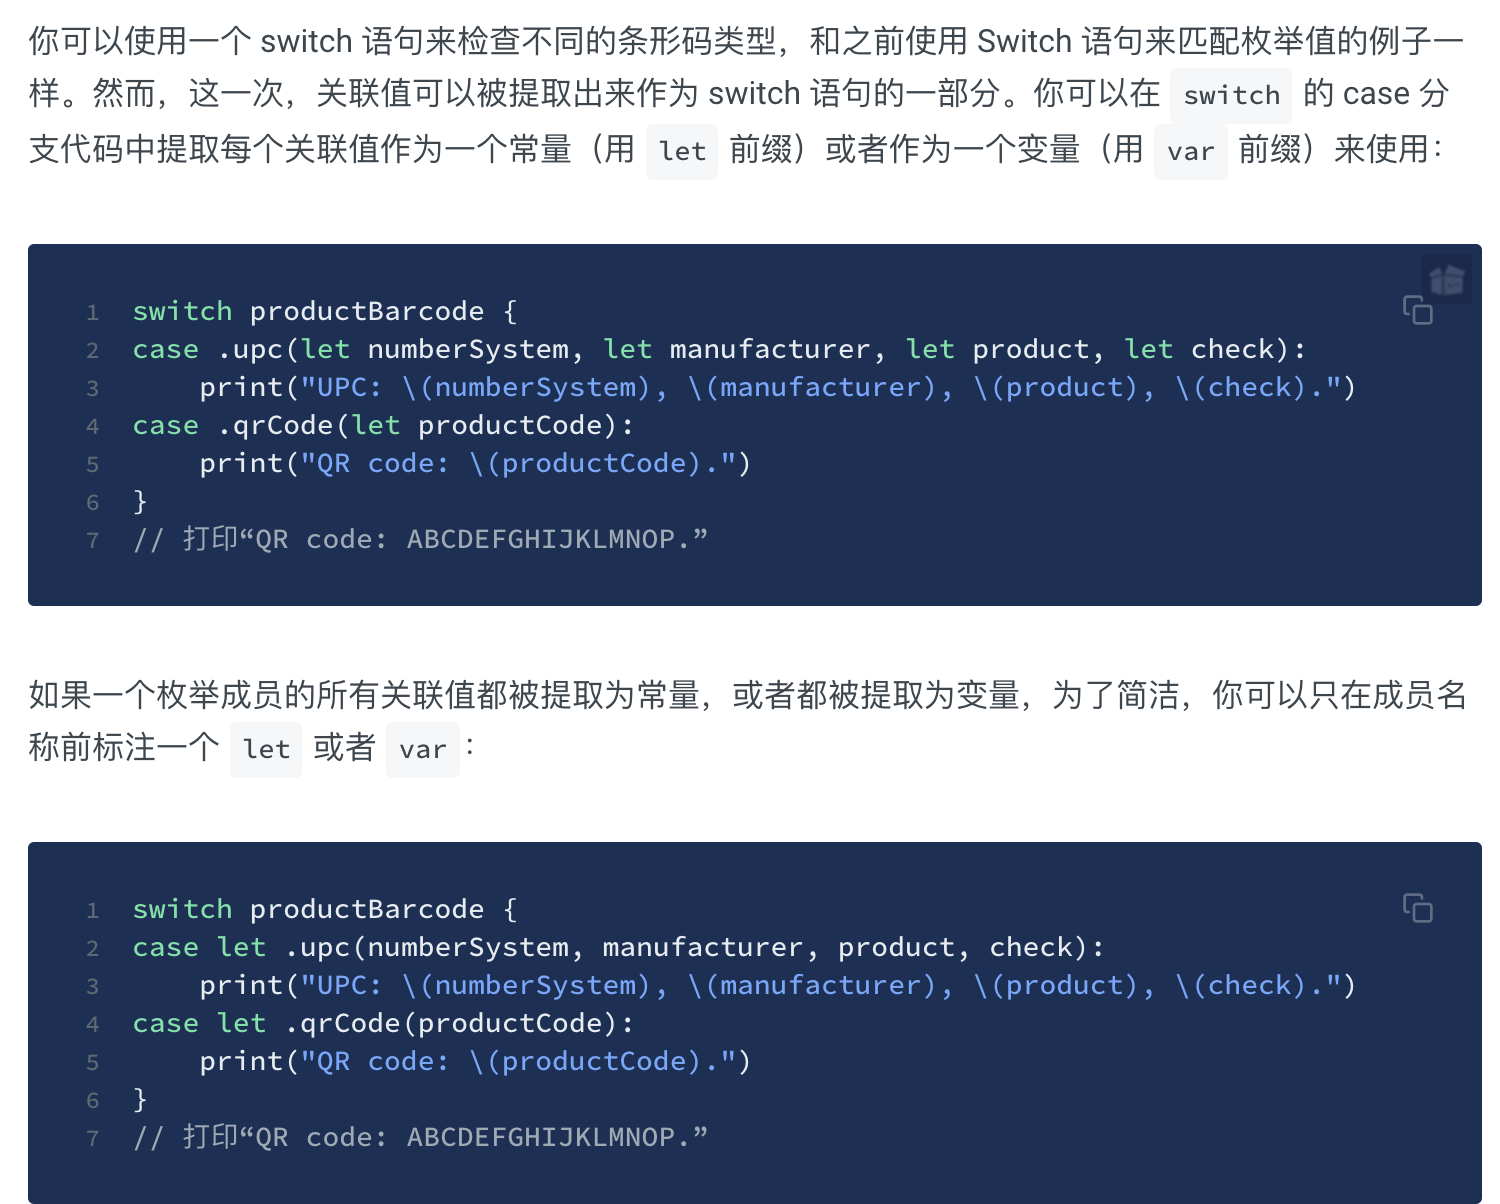 你可以使用一个 switch 语句来检查不同的条形码类型，和之前使用 Switch 语句来匹配枚举值的例子一
样。然而，这一次，关联值可以被提取出来作为 switch 语句的一部分。你可以在 switch 的 case 分
支代码中提取每个关联值作为一个常量（用 let 前缀）或者作为一个变量（用 var 前缀）来使用：
1 switch productBarcode {
2 case .upc(let numberSystem, let manufacturer, let product, let check):
3     print("UPC: \(numberSystem), \(manufacturer), \(product), \(check).")
4 case .qrCode(let productCode):
5     print("QR code: \(productCode).")
6 }
7 // 打印“QR code: ABCDEFGHIJKLMNOP.”
如果一个枚举成员的所有关联值都被提取为常量，或者都被提取为变量，为了简洁，你可以只在成员名
称前标注一个 let 或者 var：
1 switch productBarcode {
2 case let .upc(numberSystem, manufacturer, product, check):
3     print("UPC: \(numberSystem), \(manufacturer), \(product), \(check).")
4 case let .qrCode(productCode):
5     print("QR code: \(productCode).")
6 }
7 // 打印“QR code: ABCDEFGHIJKLMNOP.”